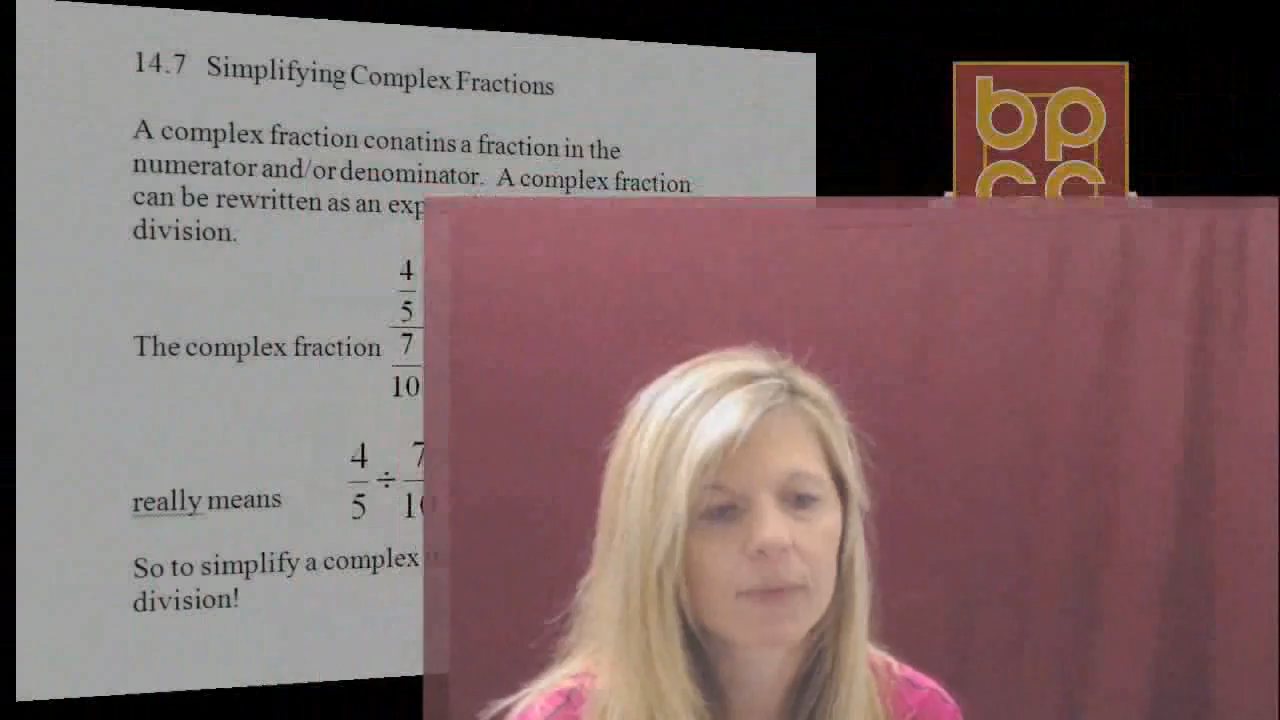 14.7 Simplifying Complex Fractions
A complex fraction conatins a fraction in the
numerator and/or denominator. A complex fraction
can be rewritten as an exp
division.
4
5
The complex fraction 7
10
4 7
÷
really means 5
So to simplify a complex
division!
bp
cc